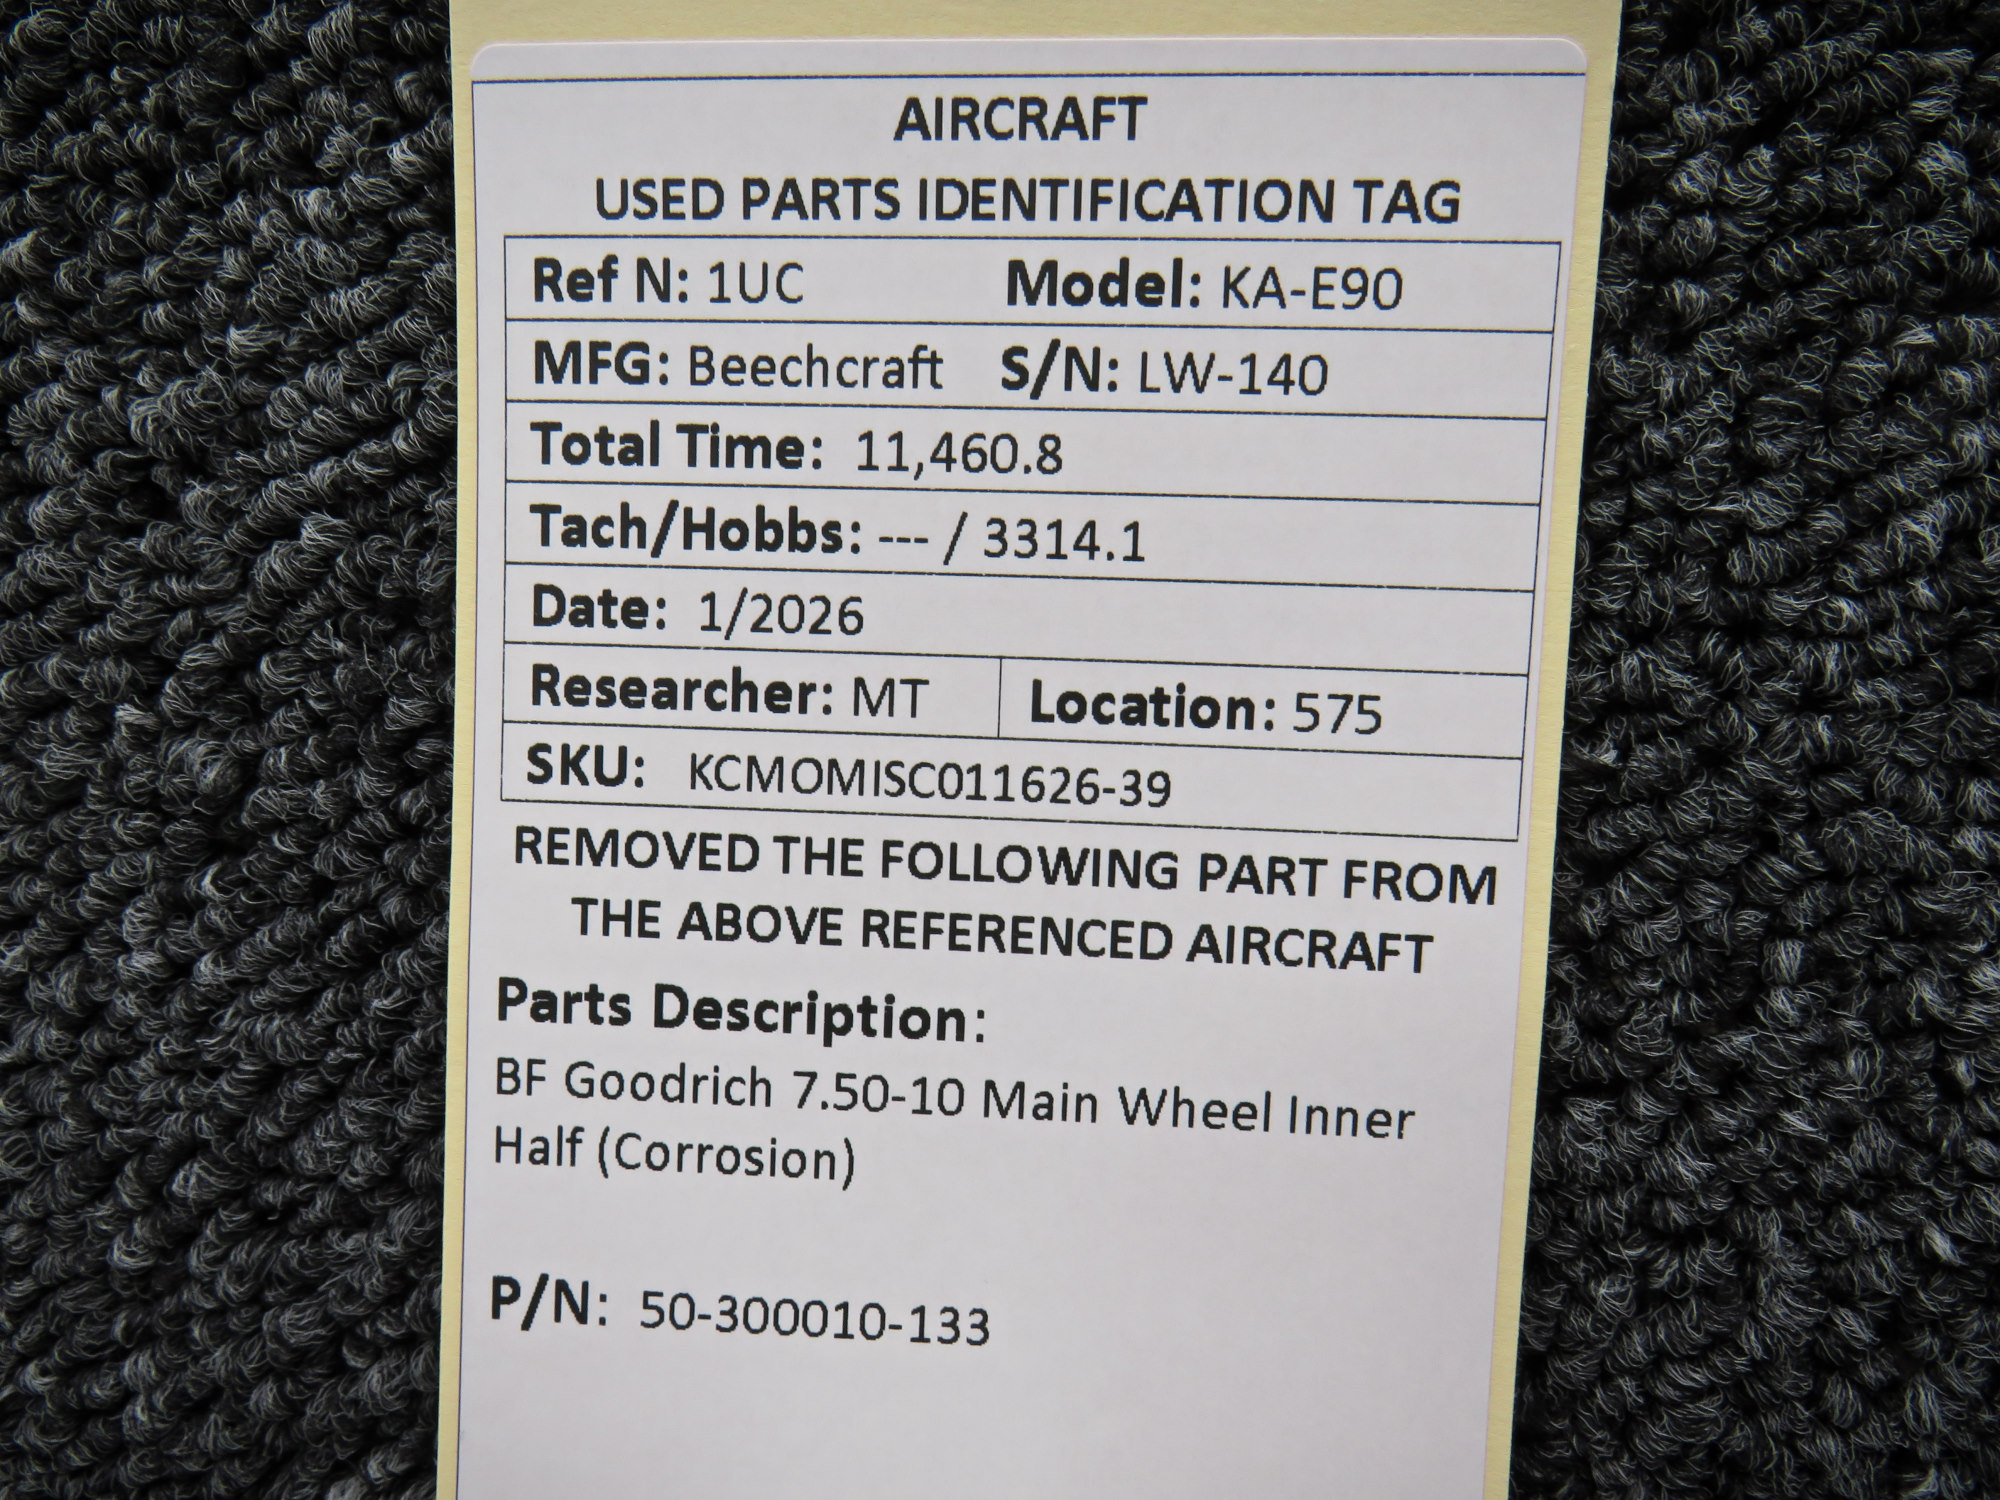 AIRCRAFT
USED PARTS IDENTIFICATION TAG
Ref N: 1UC Model: KA-E90
MFG: Beechcraft S/N: LW-140
Total Time: 11,460.8
Tach/Hobbs: --- / 3314.1
Date: 1/2026
Researcher: MT Location: 575
SKU: KCMOMISC011626-39
REMOVED THE FOLLOWING PART FROM
THE ABOVE REFERENCED AIRCRAFT
Parts Description:
BF Goodrich 7.50-10 Main Wheel Inner
Half (Corrosion)
P/N: 50-300010-133